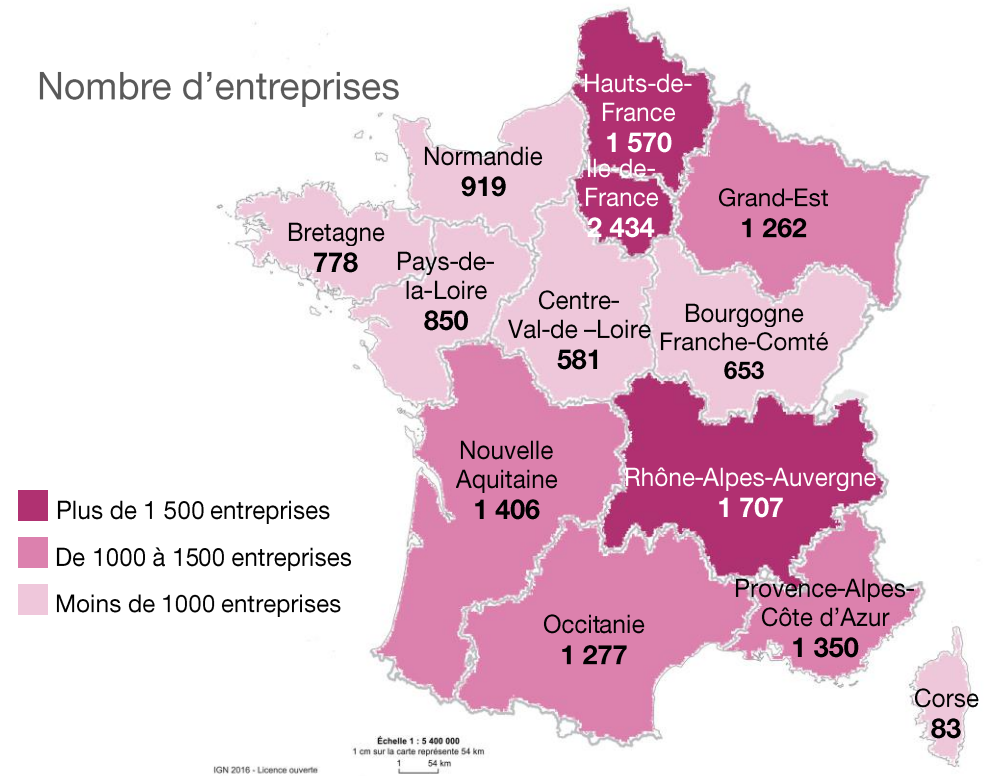 Nombre d’entreprises
Hauts-de-
France
1 570
Ile-de-
France
2 434
Normandie
919
Grand-Est
1 262
Bretagne
778
Pays-de-
la-Loire
850
Centre-
Val-de –Loire
581
Bourgogne
Franche-Comté
653
Nouvelle
Aquitaine
1 406
Rhône-Alpes-Auvergne
1 707
Plus de 1 500 entreprises
De 1000 à 1500 entreprises
Moins de 1000 entreprises
Provence-Alpes-
Côte d’Azur
1 350
Occitanie
1 277
Corse
83
Échelle 1 : 5 400 000
1 cm sur la carte représente 54 km
1 54 km
IGN 2016 - Licence ouverte